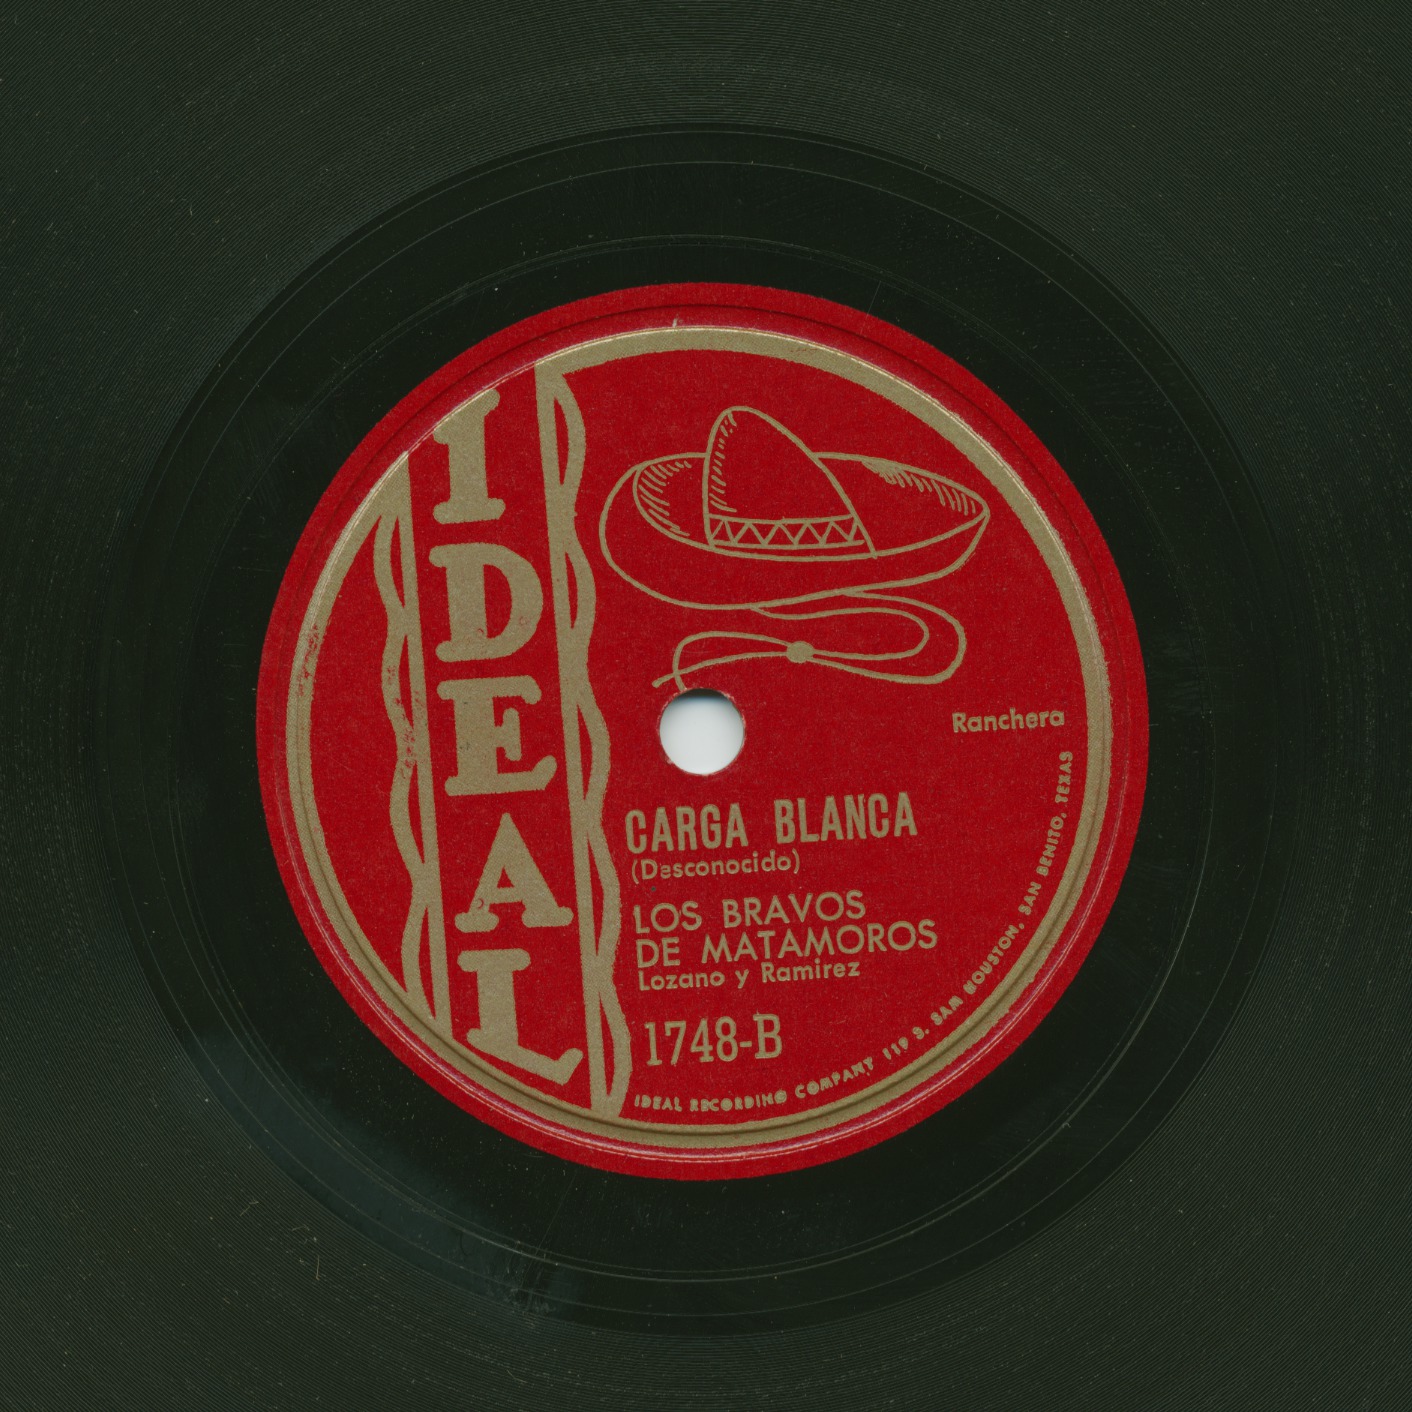 IDEAL
Ranchera
CARGA BLANCA
(Desconocido)
LOS BRAVOS
DE MATAMOROS
Lozano y Ramirez
1748-B
IDEAL RECORDING COMPANY 119 S. SAM HOUSTON, SAN BENITO, TEXAS